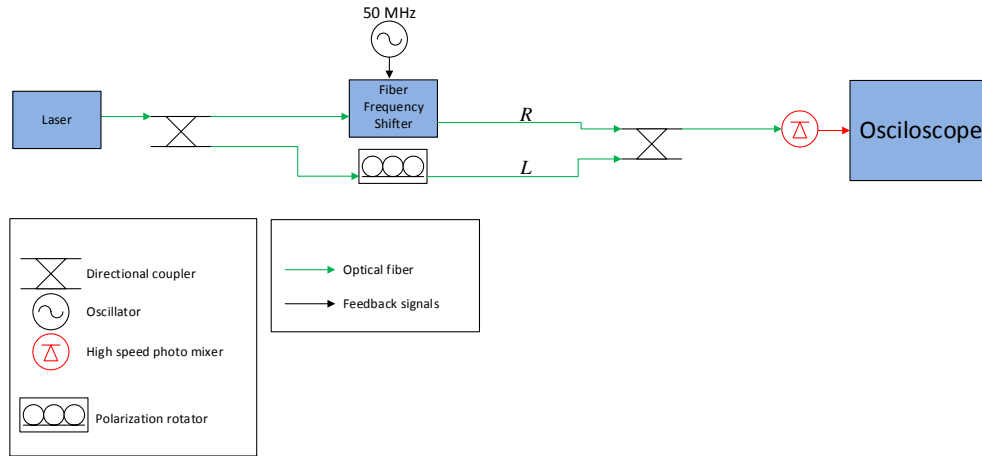 50 MHz
Laser
Fiber
Frequency
Shifter
R
L
Osciloscope
Directional coupler
Oscillator
High speed photo mixer
Polarization rotator
Optical fiber
Feedback signals